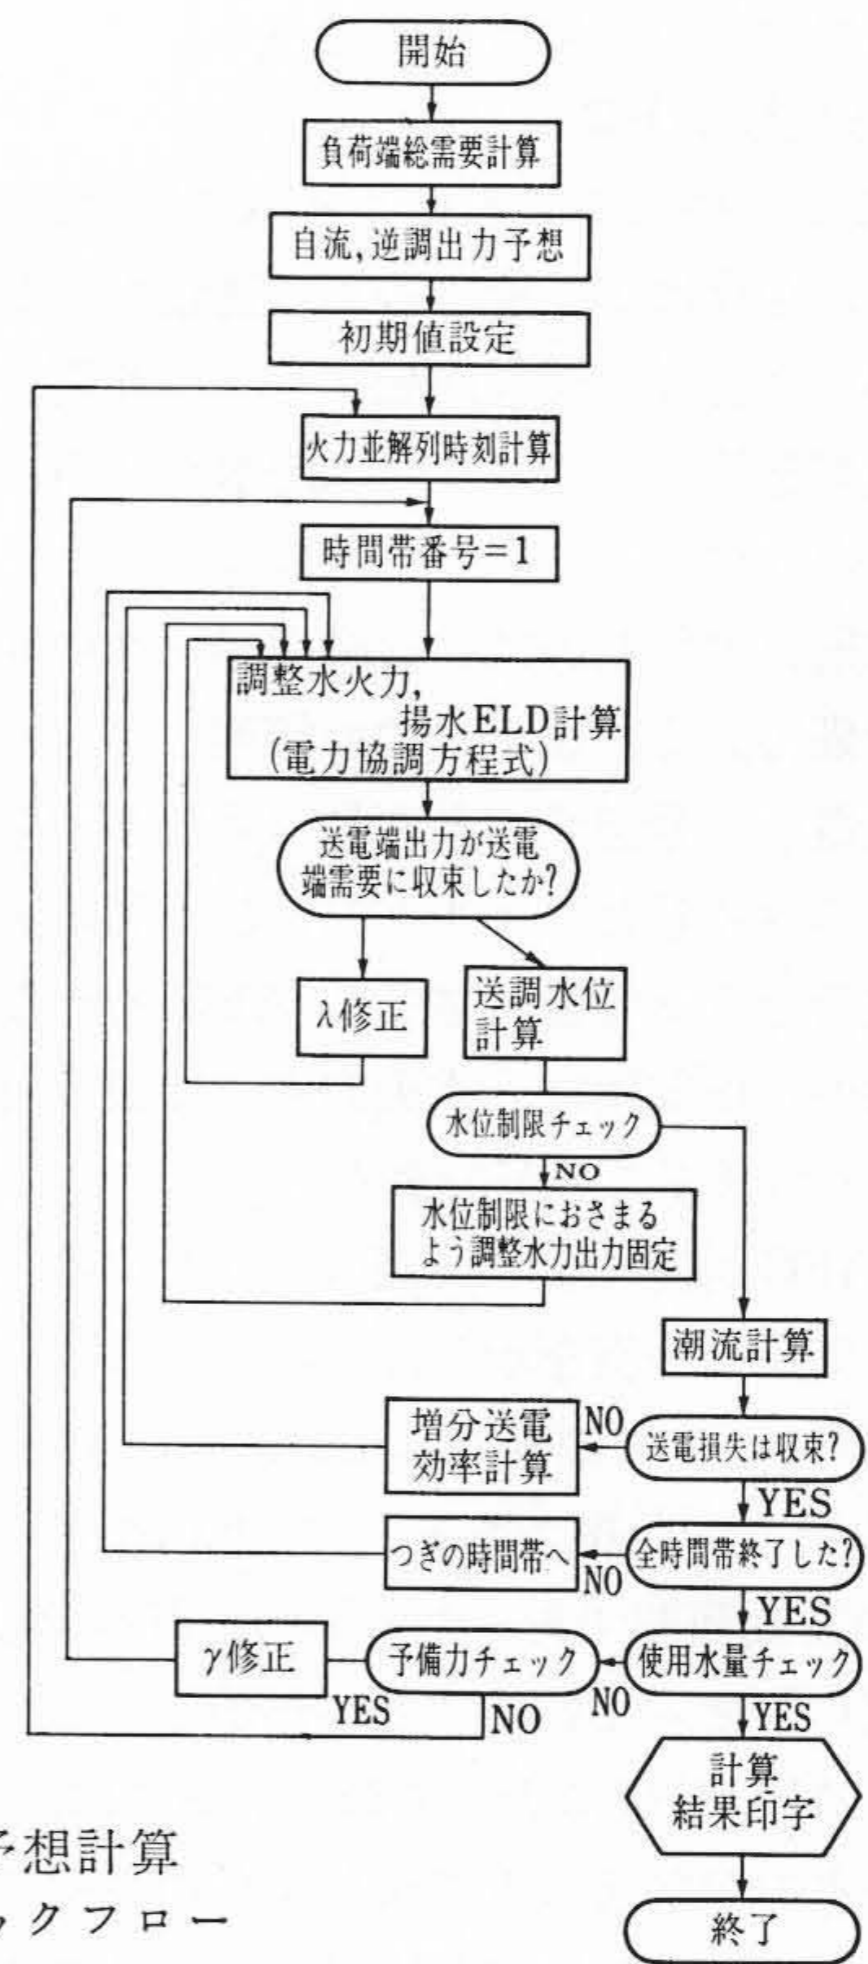 開始
負荷端総需要計算
自流,逆調出力予想
初期値設定
火力並解列時刻計算
時間帯番号=1
調整水火力,
揚水ELD計算
(電力協調方程式)
送電端出力が送電
端需要に収束したか?
λ修正
送調水位
計算
水位制限チェック
NO
水位制限におさまる
よう調整水力出力固定
潮流計算
増分送電
効率計算
NO
送電損失は収束?
YES
つぎの時間帯へ
NO
全時間帯終了した?
YES
γ修正
YES
予備力チェック
NO
NO
使用水量チェック
YES
計算
結果印字
終了
予想計算
ックフロー